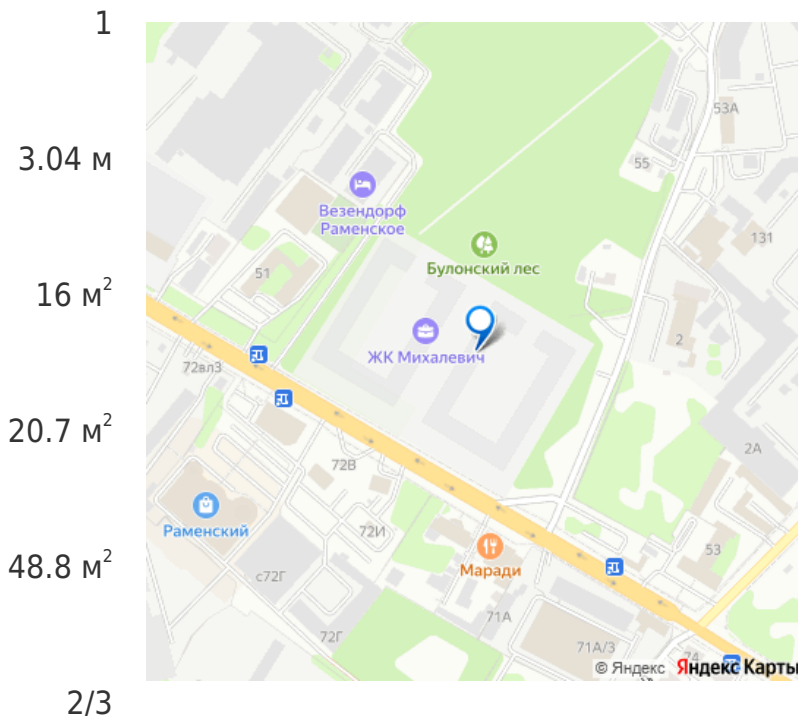 1
3.04 м
16 м²
20.7 м²
48.8 м²
2/3
53А
55
131
Везендорф
Раменское
Булонский лес
51
2
ЖК Михалевич
72вл3
2А
72В
Раменский
72И
53
Маради
с72Г
71А
72Г
71А/3
74
© Яндекс Яндекс Карты